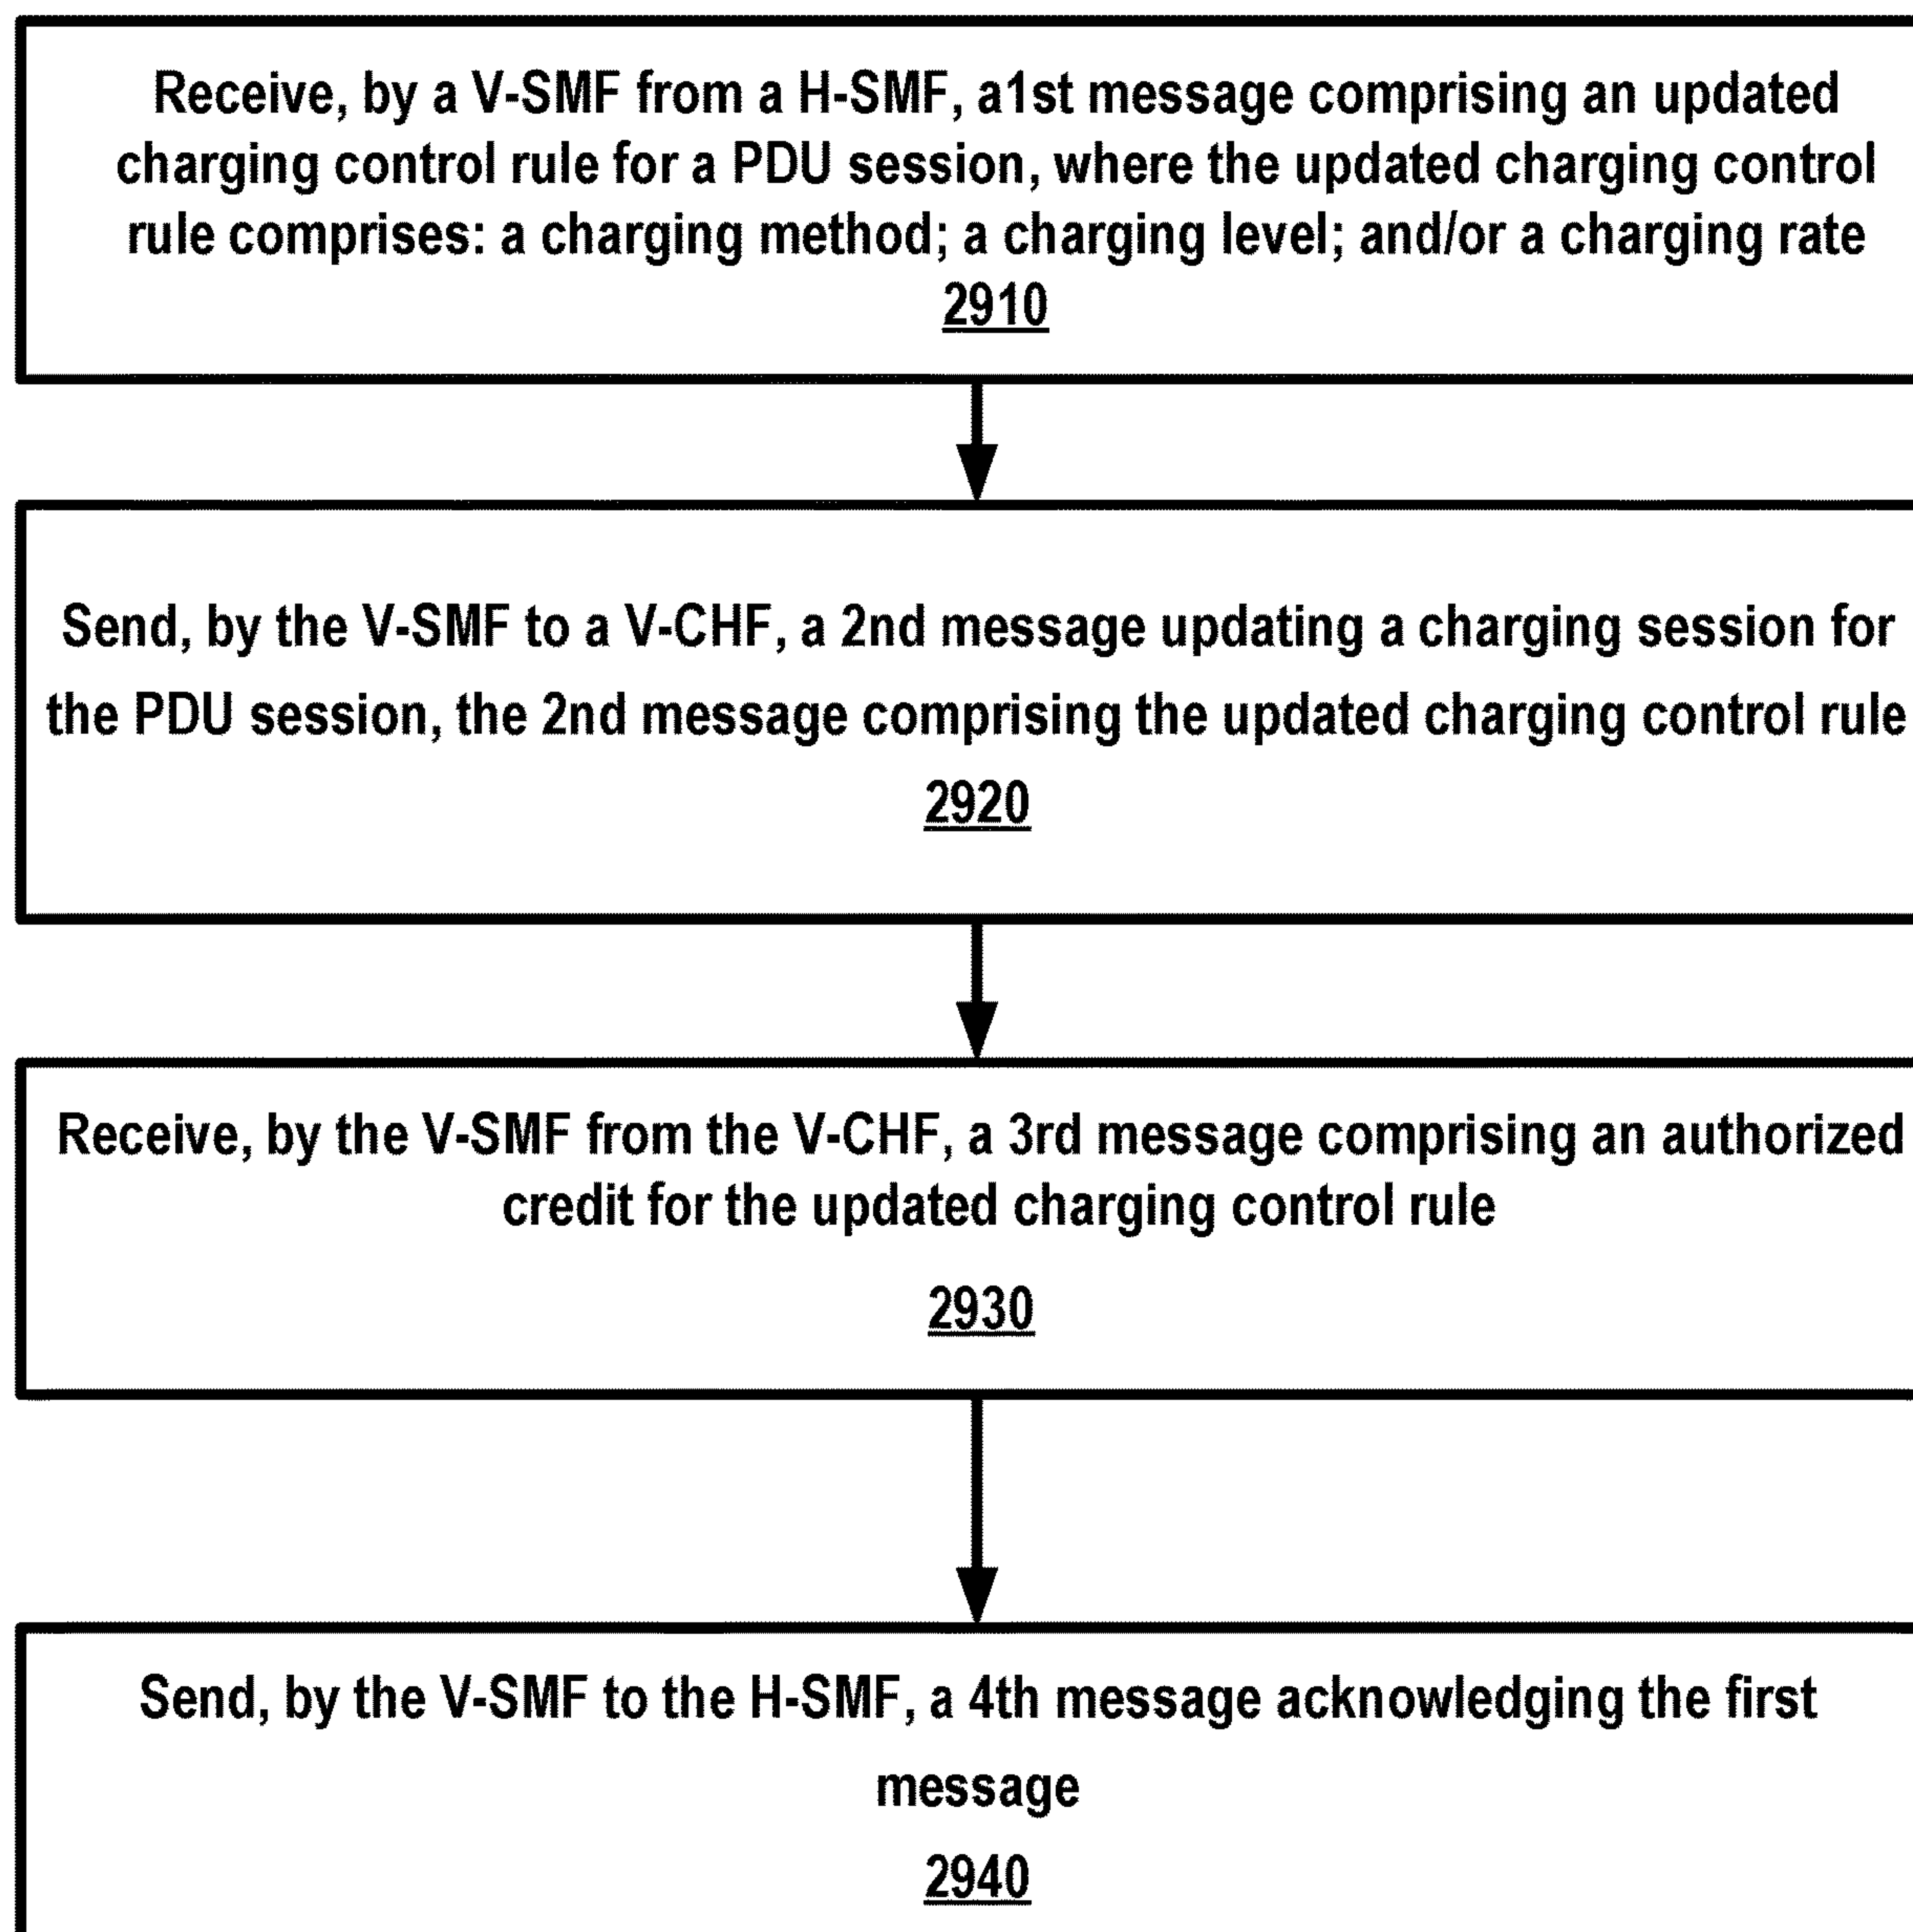 Receive, by a V-SMF from a H-SMF, a1st message comprising an updated
charging control rule for a PDU session, where the updated charging control
rule comprises: a charging method; a charging level; and/or a charging rate
2910
Send, by the V-SMF to a V-CHF, a 2nd message updating a charging session for
the PDU session, the 2nd message comprising the updated charging control rule
2920
Receive, by the V-SMF from the V-CHF, a 3rd message comprising an authorized
credit for the updated charging control rule
2930
Send, by the V-SMF to the H-SMF, a 4th message acknowledging the first
message
2940